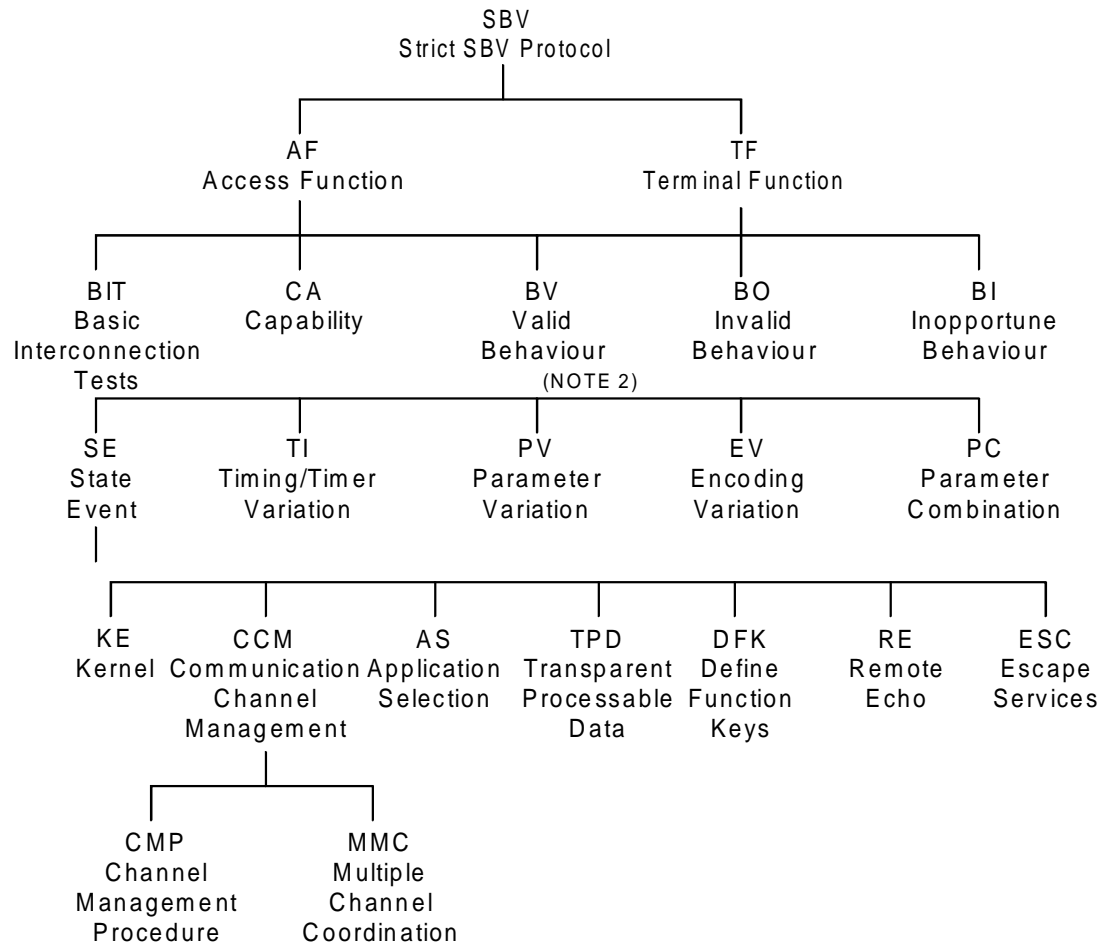 SBV
Strict SBV Protocol
AF
Access Function
TF
Terminal Function
BIT
Basic
Interconnection
Tests
CA
Capability
BV
Valid
Behaviour
(NOTE 2)
BO
Invalid
Behaviour
BI
Inopportune
Behaviour
SE
State
Event
TI
Timing/Timer
Variation
PV
Parameter
Variation
EV
Encoding
Variation
PC
Parameter
Combination
KE
Kernel
CCM
Communication
Channel
Management
AS
Application
Selection
TPD
Transparent
Processable
Data
DFK
Define
Function
Keys
RE
Remote
Echo
ESC
Escape
Services
CMP
Channel
Management
Procedure
MMC
Multiple
Channel
Coordination